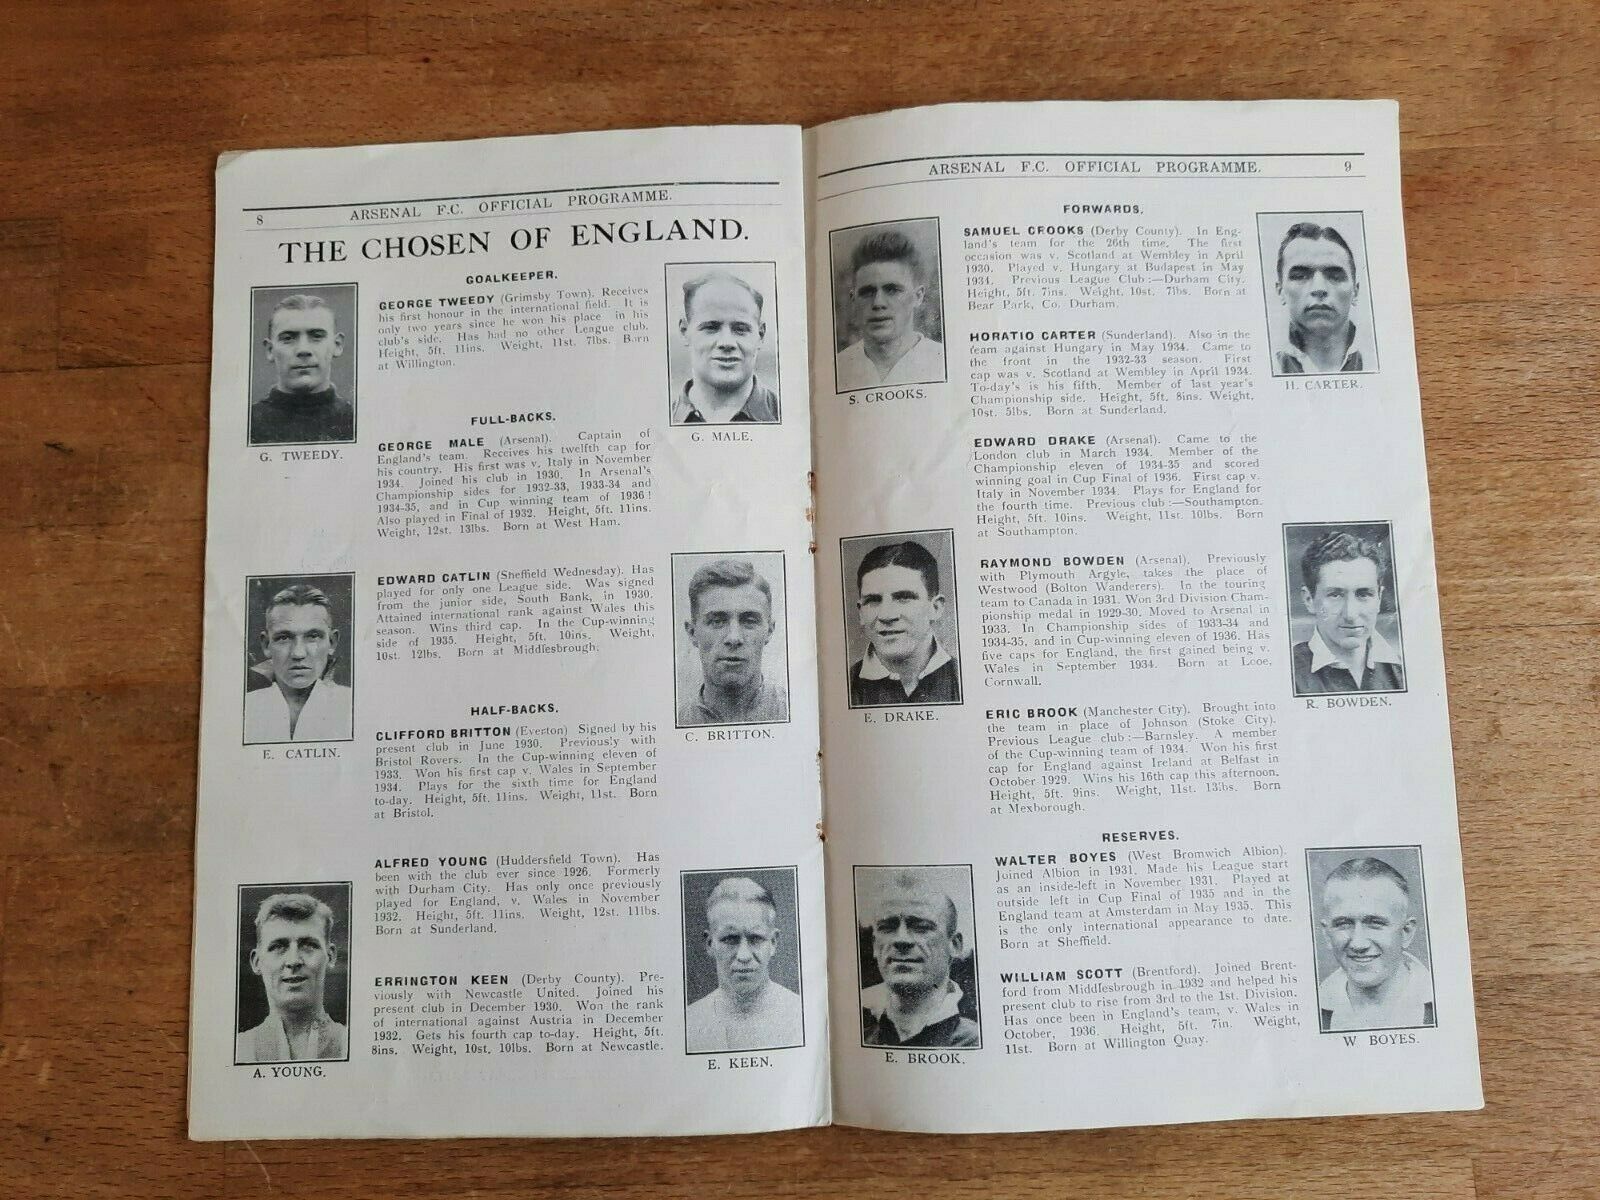 8
ARSENAL F.C. OFFICIAL PROGRAMME.
THE CHOSEN OF ENGLAND.
GOALKEEPER.
GEORGE TWEEDY (Grimsby Town). Receives
his first honour in the international field. It is
only two years since he won his place in his
club's side. Has had no other League club.
Height, 5ft. 11ins. Weight, 11st. 7lbs. Born
at Willington.
G. TWEEDY.
G. MALE.
FULL-BACKS.
GEORGE MALE (Arsenal). Captain of
England's team. Receives his twelfth cap for
his country. His first was v. Italy in November
1934. Joined his club in 1930. In Arsenal's
Championship sides for 1932-33, 1933-34 and
1934-35, and in Cup winning team of 1936!
Also played in Final of 1932. Height, 5ft. 11ins.
Weight, 12st. 13lbs. Born at West Ham.
EDWARD CATLIN (Sheffield Wednesday). Has
played for only one League side. Was signed
from the junior side, South Bank, in 1930.
Attained international rank against Wales this
season. Wins third cap. In the Cup-winning
side of 1935. Height, 5ft. 10ins. Weight,
10st. 12lbs. Born at Middlesbrough.
E. CATLIN.
C. BRITTON.
HALF-BACKS.
CLIFFORD BRITTON (Everton) Signed by his
present club in June 1930. Previously with
Bristol Rovers. In the Cup-winning eleven of
1933. Won his first cap v. Wales in September
1934. Plays for the sixth time for England
to-day. Height, 5ft. 11ins. Weight, 11st. Born
at Bristol.
ALFRED YOUNG (Huddersfield Town). Has
been with the club ever since 1926. Formerly
with Durham City. Has only once previously
played for England, v. Wales in November
1932. Height, 5ft. 11ins. Weight, 12st. 11lbs.
Born at Sunderland.
ERRINGTON KEEN (Derby County). Pre-
viously with Newcastle United. Joined his
present club in December 1930. Won the rank
of international against Austria in December
1932. Gets his fourth cap to-day. Height, 5ft.
8ins. Weight, 10st, 10lbs. Born at Newcastle.
A. YOUNG.
E. KEEN.
ARSENAL F.C. OFFICIAL PROGRAMME.
9
FORWARDS.
SAMUEL CROOKS (Derby County). In Eng-
land's team for the 26th time. The first
occasion was v. Scotland at Wembley in April
1930. Played v. Hungary at Budapest in May
1934. Previous League Club:—Durham City.
Height, 5ft. 7ins. Weight, 10st. 7lbs. Born at
Bear Park, Co. Durham.
S. CROOKS.
H. CARTER.
HORATIO CARTER (Sunderland). Also in the
team against Hungary in May 1934. Came to
the front in the 1932-33 season. First
cap was v. Scotland at Wembley in April 1934.
To-day's is his fifth. Member of last year's
Championship side. Height, 5ft. 8ins. Weight,
10st. 5lbs. Born at Sunderland.
EDWARD DRAKE (Arsenal). Came to the
London club in March 1934. Member of the
Championship eleven of 1934-35 and scored
winning goal in Cup Final of 1936. First cap v.
Italy in November 1934. Plays for England for
the fourth time. Previous club:—Southampton.
Height, 5ft. 10ins. Weight, 11st. 10lbs. Born
at Southampton.
RAYMOND BOWDEN (Arsenal). Previously
with Plymouth Argyle, takes the place of
Westwood (Bolton Wanderers). In the touring
team to Canada in 1931. Won 3rd Division Cham-
pionship medal in 1929-30. Moved to Arsenal in
1933. In Championship sides of 1933-34 and
1934-35, and in Cup-winning eleven of 1936. Has
five caps for England, the first gained being v.
Wales in September 1934. Born at Looe,
Cornwall.
E. DRAKE.
R. BOWDEN.
ERIC BROOK (Manchester City). Brought into
the team in place of Johnson (Stoke City).
Previous League club:—Barnsley. A member
of the Cup-winning team of 1934. Won his first
cap for England against Ireland at Belfast in
October 1929. Wins his 16th cap this afternoon.
Height, 5ft. 9ins. Weight, 11st. 13lbs. Born
at Mexborough.
RESERVES.
WALTER BOYES (West Bromwich Albion).
Joined Albion in 1931. Made his League start
as an inside-left in November 1931. Played at
outside left in Cup Final of 1935 and in the
England team at Amsterdam in May 1935. This
is the only international appearance to date.
Born at Sheffield.
WILLIAM SCOTT (Brentford). Joined Brent-
ford from Middlesbrough in 1932 and helped his
present club to rise from 3rd to the 1st. Division.
Has once been in England's team, v. Wales in
October, 1936. Height, 5ft. 7in. Weight,
11st. Born at Willington Quay.
E. BROOK.
W BOYES.